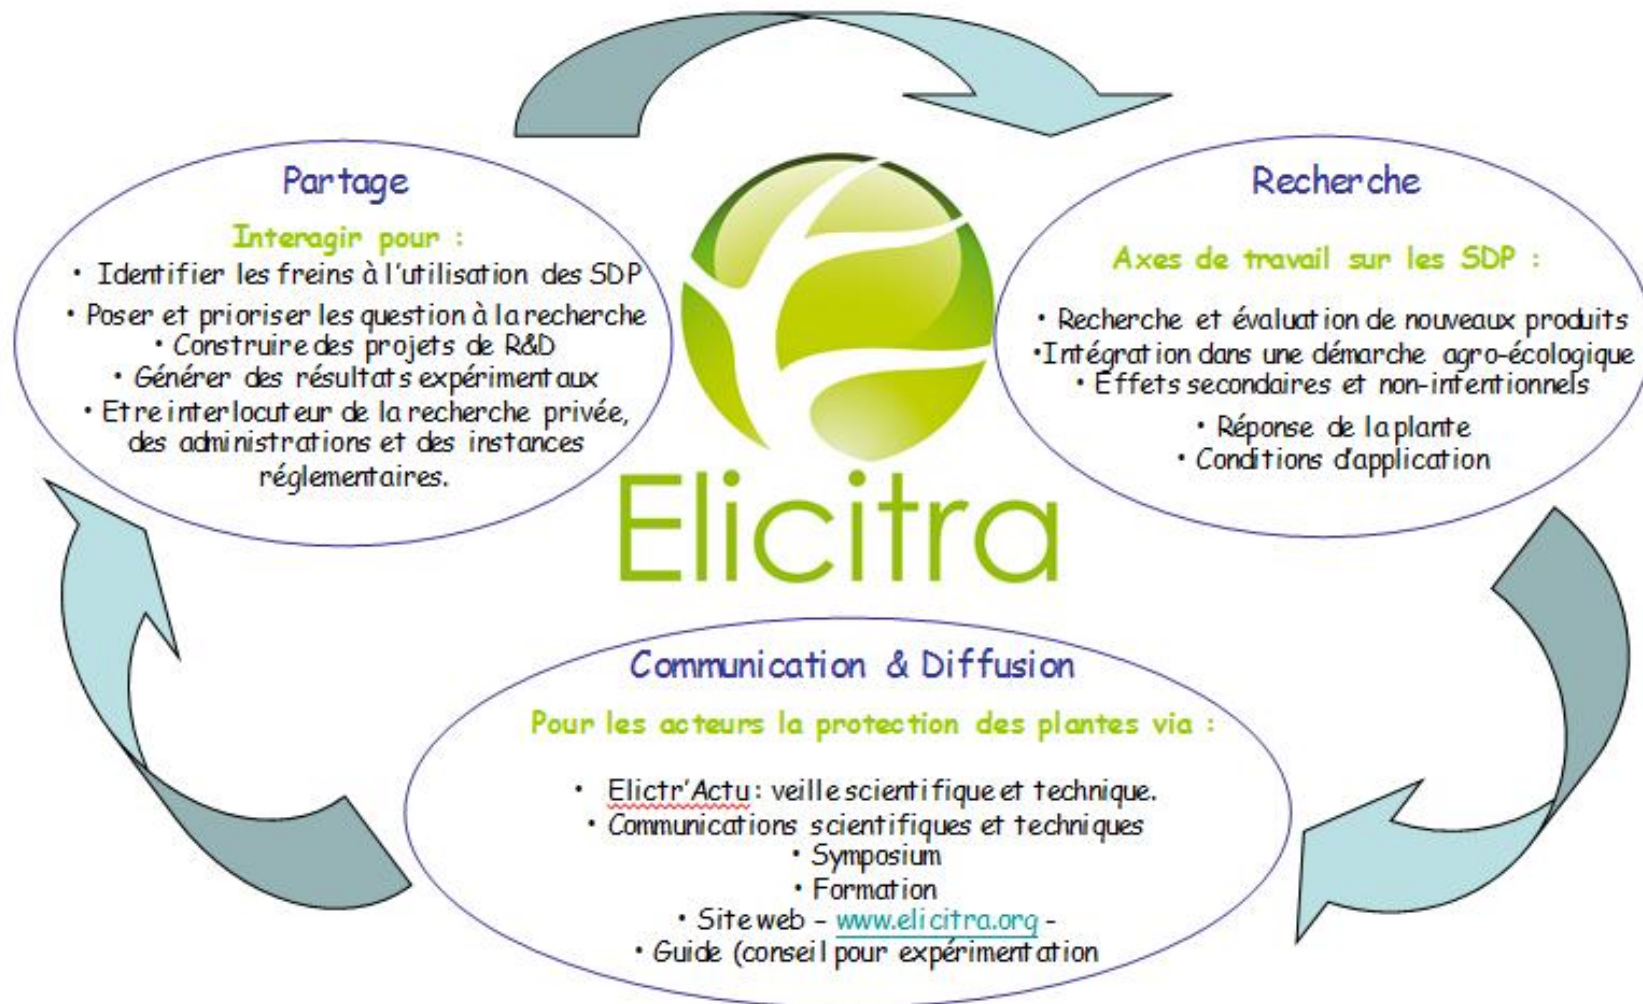 Partage
Interagir pour :
• Identifier les freins à l'utilisation des SDP
• Poser et prioriser les question à la recherche
• Construire des projets de R&D
• Générer des résultats expérimentaux
• Etre interlocuteur de la recherche privée,
des administrations et des instances
réglementaires.
Recherche
Axes de travail sur les SDP :
• Recherche et évaluation de nouveaux produits
•Intégration dans une démarche agro-écologique
• Effets secondaires et non-intentionnels
• Réponse de la plante
• Conditions d'application
Elicitra
Communication & Diffusion
Pour les acteurs la protection des plantes via :
• Elictr'Actu : veille scientifique et technique.
• Communications scientifiques et techniques
• Symposium
• Formation
• Site web – www.elicitra.org -
• Guide (conseil pour expérimentation